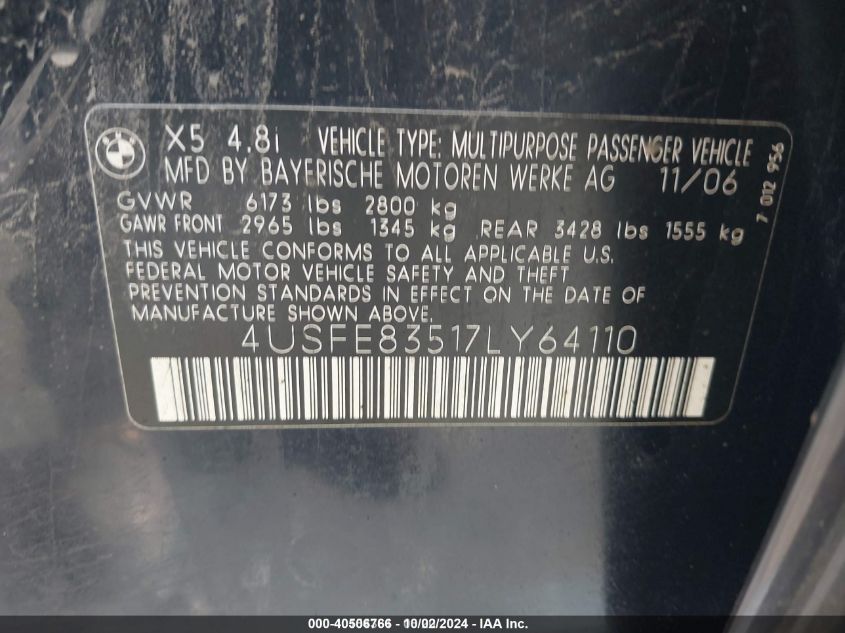 X5 4.8i VEHICLE TYPE: MULTIPURPOSE PASSENGER VEHICLE
MFD BY BAYERISCHE MOTOREN WERKE AG 11/06
GVWR 6173 lbs 2800 kg
GAWR FRONT 2965 lbs 1345 kg REAR 3428 lbs 1555 kg
THIS VEHICLE CONFORMS TO ALL APPLICABLE U.S.
FEDERAL MOTOR VEHICLE SAFETY AND THEFT
PREVENTION STANDARDS IN EFFECT ON THE DATE OF
MANUFACTURE SHOWN ABOVE:
4USFE83517LY64110
7 012 956
000-40506766 - 10/02/2024 - IAA Inc.